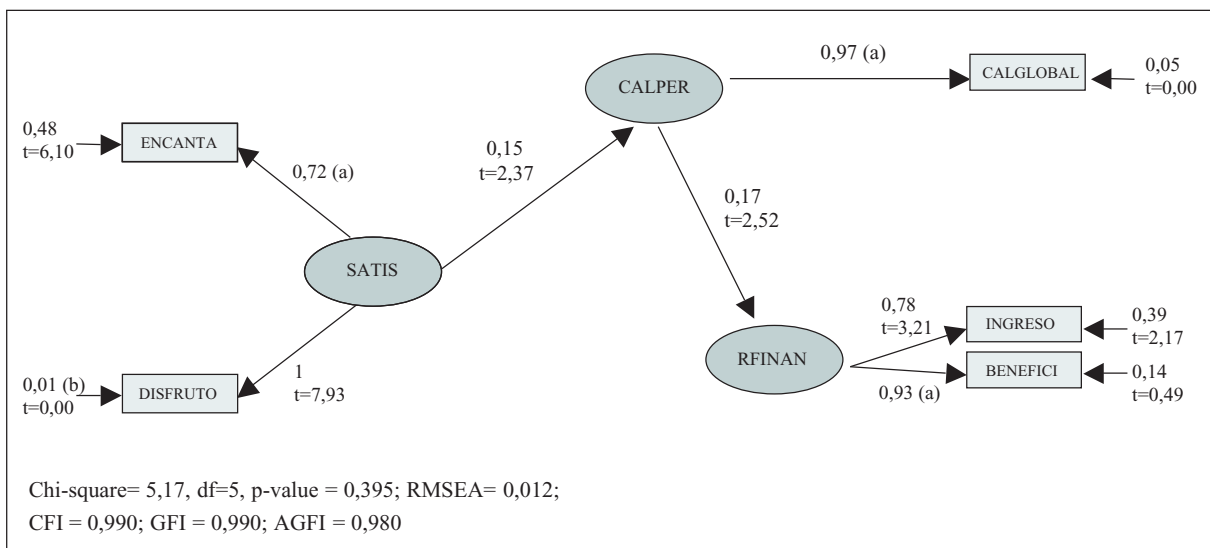 0,97 (a)
CALPER
CALGLOBAL
0,05
t=0,00
0,48
t=6,10
ENCANTA
0,72 (a)
0,15
t=2,37
0,17
t=2,52
SATIS
0,78
t=3,21
INGRESO
0,39
t=2,17
RFINAN
BENEFICI
0,93 (a)
0,14
t=0,49
0,01 (b)
t=0,00
DISFRUTO
1
t=7,93
Chi-square= 5,17, df=5, p-value = 0,395; RMSEA= 0,012;
CFI = 0,990; GFI = 0,990; AGFI = 0,980